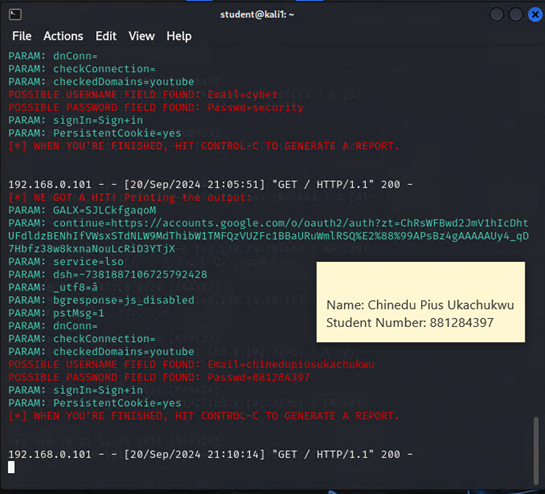 student@kali1: ~
File Actions Edit View Help
PARAM: dnConn=
PARAM: checkConnection=
PARAM: checkedDomains=youtube
POSSIBLE USERNAME FIELD FOUND: Email=cyber
POSSIBLE PASSWORD FIELD FOUND: Passwd=security
PARAM: signIn=Sign+in
PARAM: PersistentCookie=yes
[*] WHEN YOU'RE FINISHED, HIT CONTROL-C TO GENERATE A REPORT.
192.168.0.101 - - [20/Sep/2024 21:05:51] "GET / HTTP/1.1" 200 -
[*] WE GOT A HIT! Printing the output:
PARAM: GALX=SJLCkfgaqoM
PARAM: continue=https://accounts.google.com/o/oauth2/auth?zt=ChRsWFBwd2JmV1hIcDht
UFdldzBENhIfVWsxSTdNLW9MdThibW1TMFQzVUZFc1BBaURuWmlRSQ%E2%88%99APsBz4gAAAAAUy4_qD
7Hbfz38w8kxnaNouLcRiD3YTjX
PARAM: service=lso
PARAM: dsh=-7381887106725792428
PARAM: _utf8=â
PARAM: bgresponse=js_disabled
PARAM: pstMsg=1
PARAM: dnConn=
PARAM: checkConnection=
PARAM: checkedDomains=youtube
POSSIBLE USERNAME FIELD FOUND: Email=chinedupiusukachukwu
POSSIBLE PASSWORD FIELD FOUND: Passwd=881284397
PARAM: signIn=Sign+in
PARAM: PersistentCookie=yes
[*] WHEN YOU'RE FINISHED, HIT CONTROL-C TO GENERATE A REPORT.
192.168.0.101 - - [20/Sep/2024 21:10:14] "GET / HTTP/1.1" 200 -
Name: Chinedu Pius Ukachukwu
Student Number: 881284397